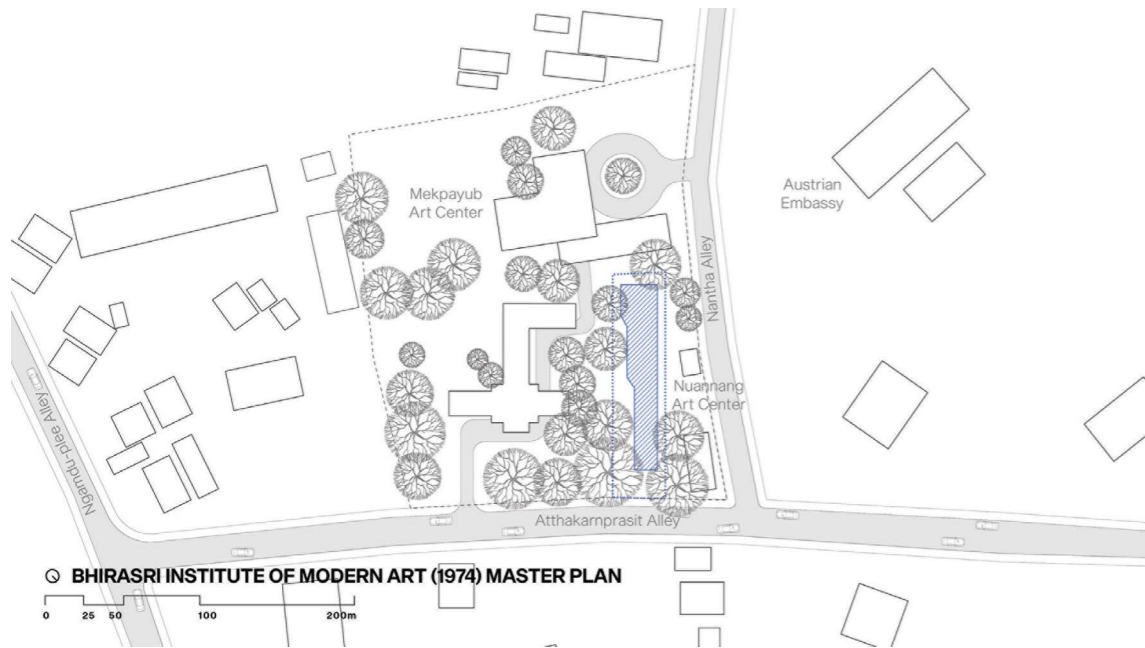 Mekpayub
Art Center
Austrian
Embassy
Nantha Alley
Nuannang
Art Center
Ngamdu-plee Alley
Atthakarnprasit Alley
BHIRASRI INSTITUTE OF MODERN ART (1974) MASTER PLAN
0 25 50 100 200m